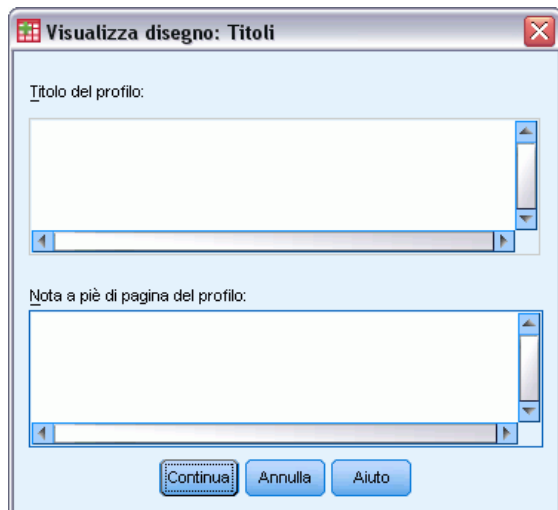 Visualizza disegno: Titoli
Titolo del profilo:
Nota a piè di pagina del profilo:
Continua Annulla Aiuto